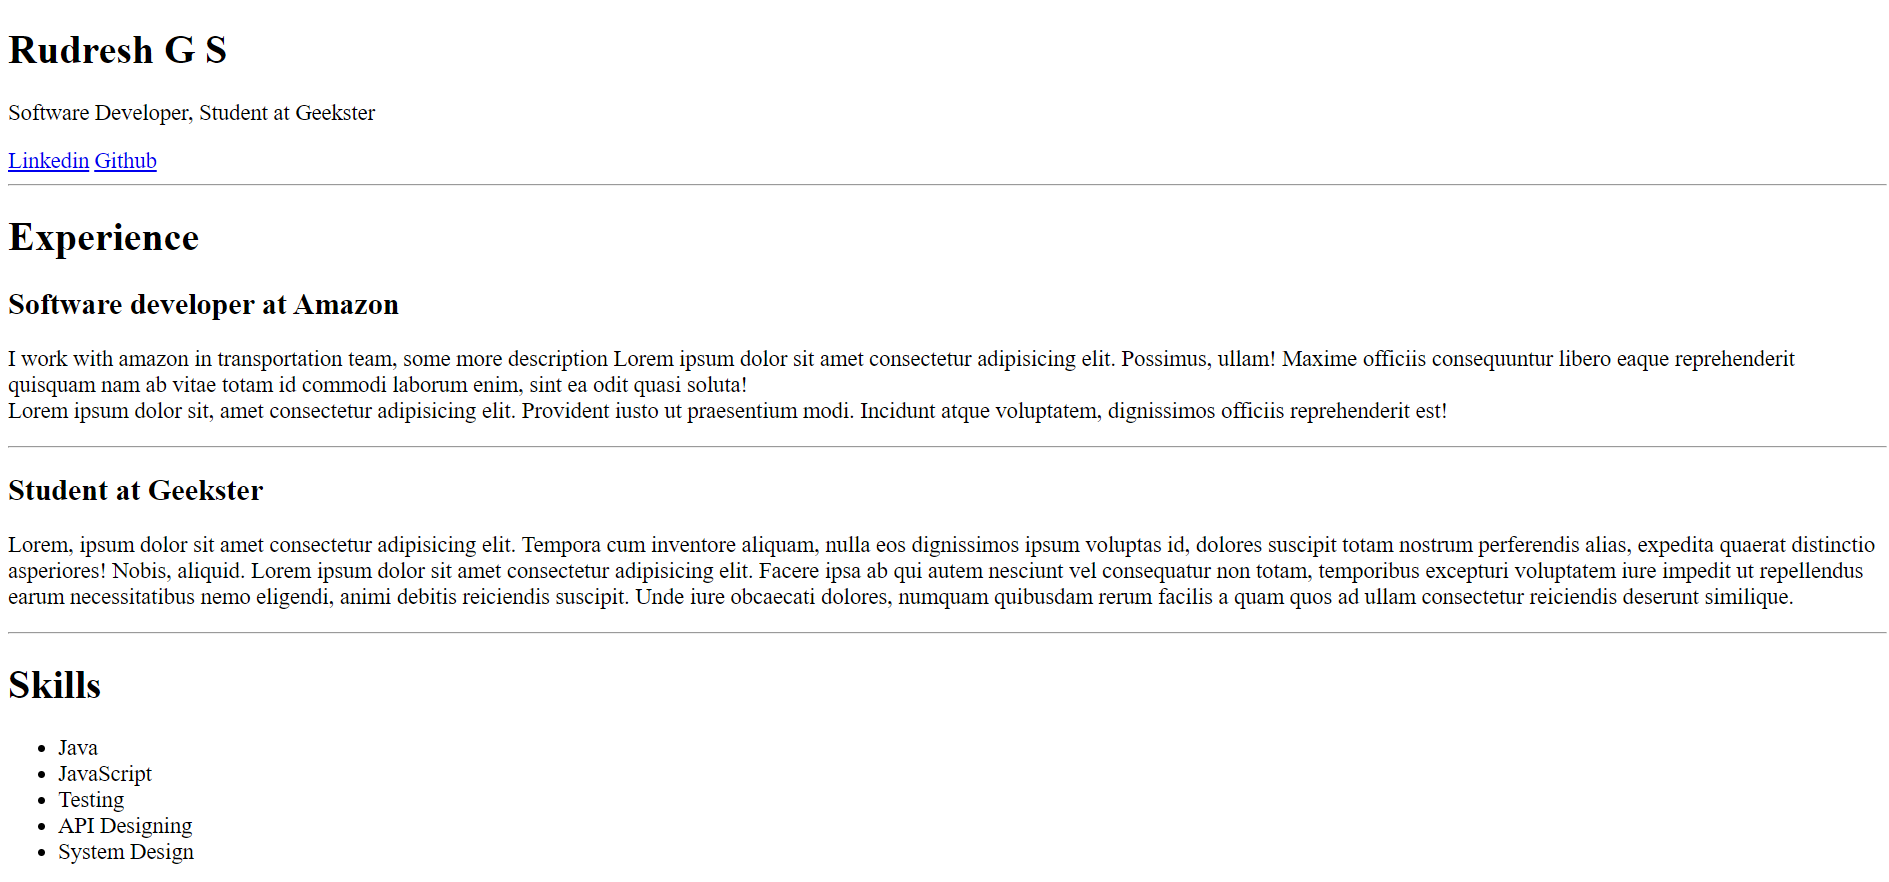 Rudresh G S
Software Developer, Student at Geekster
Linkedin Github
Experience
Software developer at Amazon
I work with amazon in transportation team, some more description Lorem ipsum dolor sit amet consectetur adipisicing elit. Possimus, ullam! Maxime officiis consequuntur libero eaque reprehenderit
quisquam nam ab vitae totam id commodi laborum enim, sint ea odit quasi soluta!
Lorem ipsum dolor sit, amet consectetur adipisicing elit. Provident iusto ut praesentium modi. Incidunt atque voluptatem, dignissimos officiis reprehenderit est!
Student at Geekster
Lorem, ipsum dolor sit amet consectetur adipisicing elit. Tempora cum inventore aliquam, nulla eos dignissimos ipsum voluptas id, dolores suscipit totam nostrum perferendis alias, expedita quaerat distinctio
asperiores! Nobis, aliquid. Lorem ipsum dolor sit amet consectetur adipisicing elit. Facere ipsa ab qui autem nesciunt vel consequatur non totam, temporibus excepturi voluptatem iure impedit ut repellendus
earum necessitatibus nemo eligendi, animi debitis reiciendis suscipit. Unde iure obcaecati dolores, numquam quibusdam rerum facilis a quam quos ad ullam consectetur reiciendis deserunt similique.
Skills
Java
JavaScript
Testing
API Designing
System Design